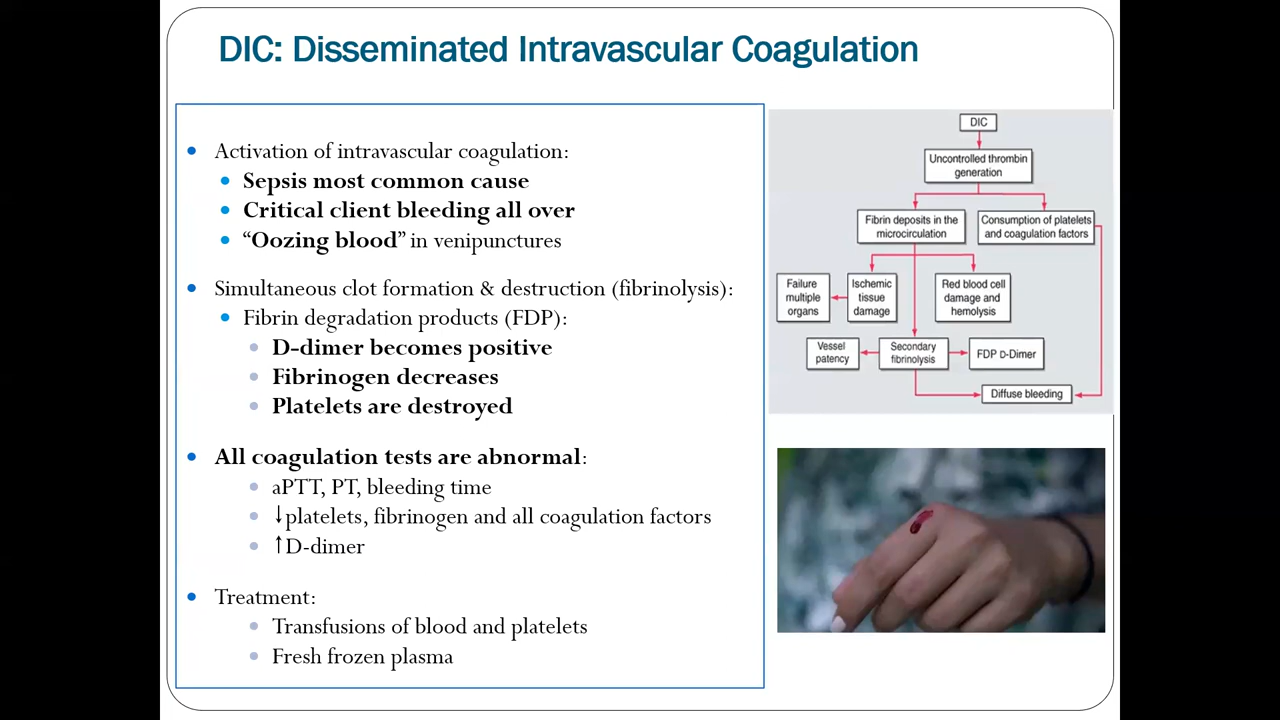 DIC: Disseminated Intravascular Coagulation
• Activation of intravascular coagulation:
• Sepsis most common cause
• Critical client bleeding all over
• “Oozing blood” in venipunctures
• Simultaneous clot formation & destruction (fibrinolysis):
• Fibrin degradation products (FDP):
• D-dimer becomes positive
• Fibrinogen decreases
• Platelets are destroyed
• All coagulation tests are abnormal:
• aPTT, PT, bleeding time
• ↓platelets, fibrinogen and all coagulation factors
• ↑D-dimer
• Treatment:
• Transfusions of blood and platelets
• Fresh frozen plasma
DIC
Uncontrolled thrombin
generation
Fibrin deposits in the
microcirculation
Consumption of platelets
and coagulation factors
Failure
multiple
organs
Ischemic
tissue
damage
Red blood cell
damage and
hemolysis
Vessel
patency
Secondary
fibrinolysis
FDP D-Dimer
Diffuse bleeding